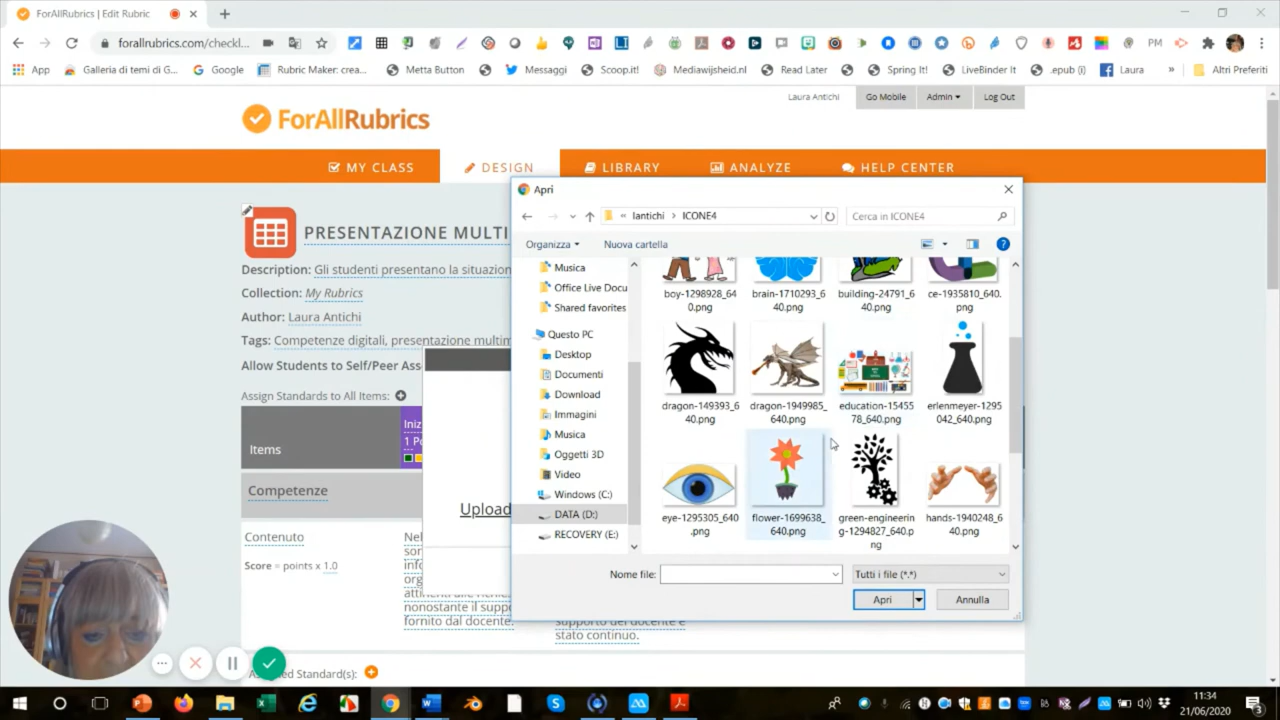 ForAllRubrics | Edit Rubric
forallrubrics.com/checkl...
PM
App
Galleria di temi di G...
Google
Rubric Maker: crea...
Metta Button
Messaggi
Scoop.it!
Mediawijsheid.nl
Read Later
Spring It!
LiveBinder It
.epub (i)
Laura
»
Altri Preferiti
Laura Antichi
Go Mobile
Admin
Log Out
ForAllRubrics
MY CLASS
DESIGN
LIBRARY
ANALYZE
HELP CENTER
PRESENTAZIONE MULTI
Description: Gli studenti presentano la situazion
Collection: My Rubrics
Author: Laura Antichi
Tags: Competenze digitali, presentazione multim
Allow Students to Self/Peer Ass
Assign Standards to All Items:
Items
Iniz
1 Pe
Competenze
Contenuto
Score = points x 1.0
Nel
son
info
org
nonostante il suppo
fornito dal docente.
supporto del docente e
stato continuo.
Upload
Apri
« lantichi > ICONE4
Cerca in ICONE4
Organizza
Nuova cartella
Musica
Office Live Docu
Shared favorites
Questo PC
Desktop
Documenti
Download
Immagini
Musica
Oggetti 3D
Video
Windows (C:)
DATA (D:)
RECOVERY (E:)
boy-1298928_64
0.png
brain-1710293_6
40.png
building-24791_6
40.png
ce-1935810_640.
png
dragon-149393_6
40.png
dragon-1949985_
640.png
education-15455
78_640.png
erlenmeyer-1295
042_640.png
eye-1295305_640
.png
flower-1699638_
640.png
green-engineerin
g-1294827_640.p
ng
hands-1940248_6
40.png
Nome file:
Tutti i file (*.*)
Apri
Annulla
11:34
21/06/2020
3